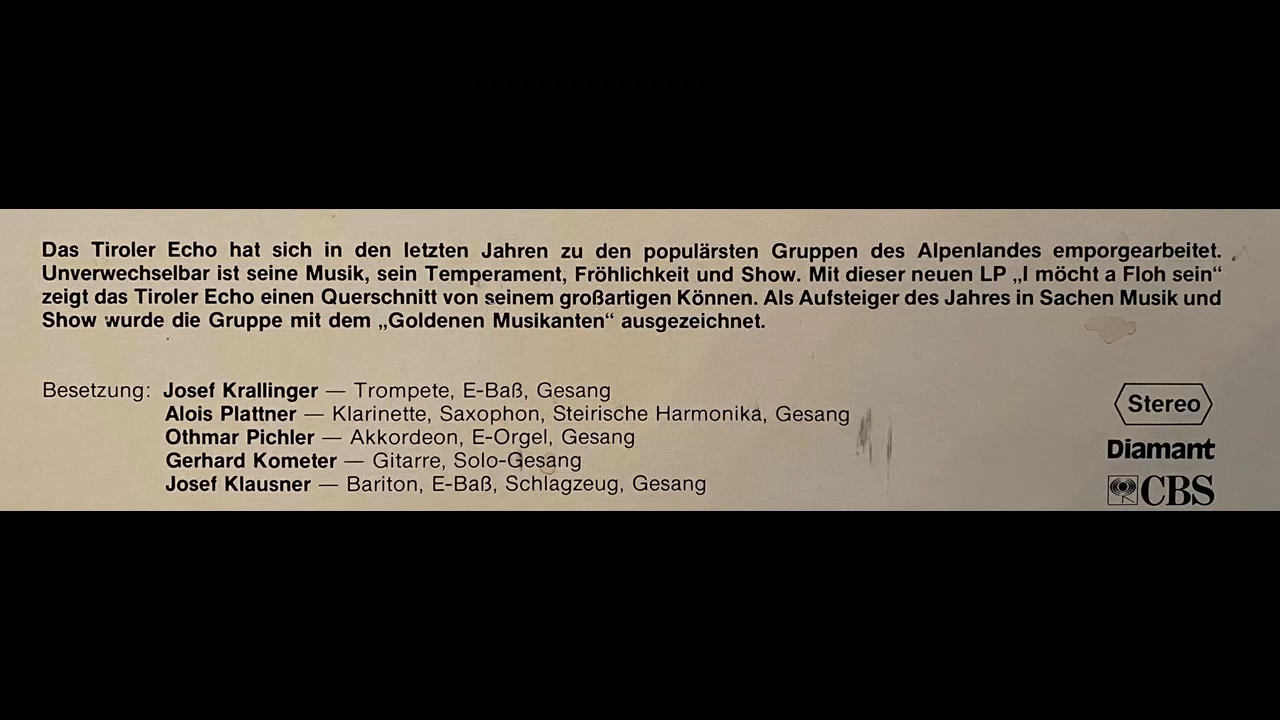 Das Tiroler Echo hat sich in den letzten Jahren zu den populärsten Gruppen des Alpenlandes emporgearbeitet.
Unverwechselbar ist seine Musik, sein Temperament, Fröhlichkeit und Show. Mit dieser neuen LP „I möcht a Floh sein“
zeigt das Tiroler Echo einen Querschnitt von seinem großartigen Können. Als Aufsteiger des Jahres in Sachen Musik und
Show wurde die Gruppe mit dem „Goldenen Musikanten“ ausgezeichnet.
Besetzung: Josef Krallinger — Trompete, E-Baß, Gesang
Alois Plattner — Klarinette, Saxophon, Steirische Harmonika, Gesang
Othmar Pichler — Akkordeon, E-Orgel, Gesang
Gerhard Kometer — Gitarre, Solo-Gesang
Josef Klausner — Bariton, E-Baß, Schlagzeug, Gesang
Stereo
Diamant
CBS